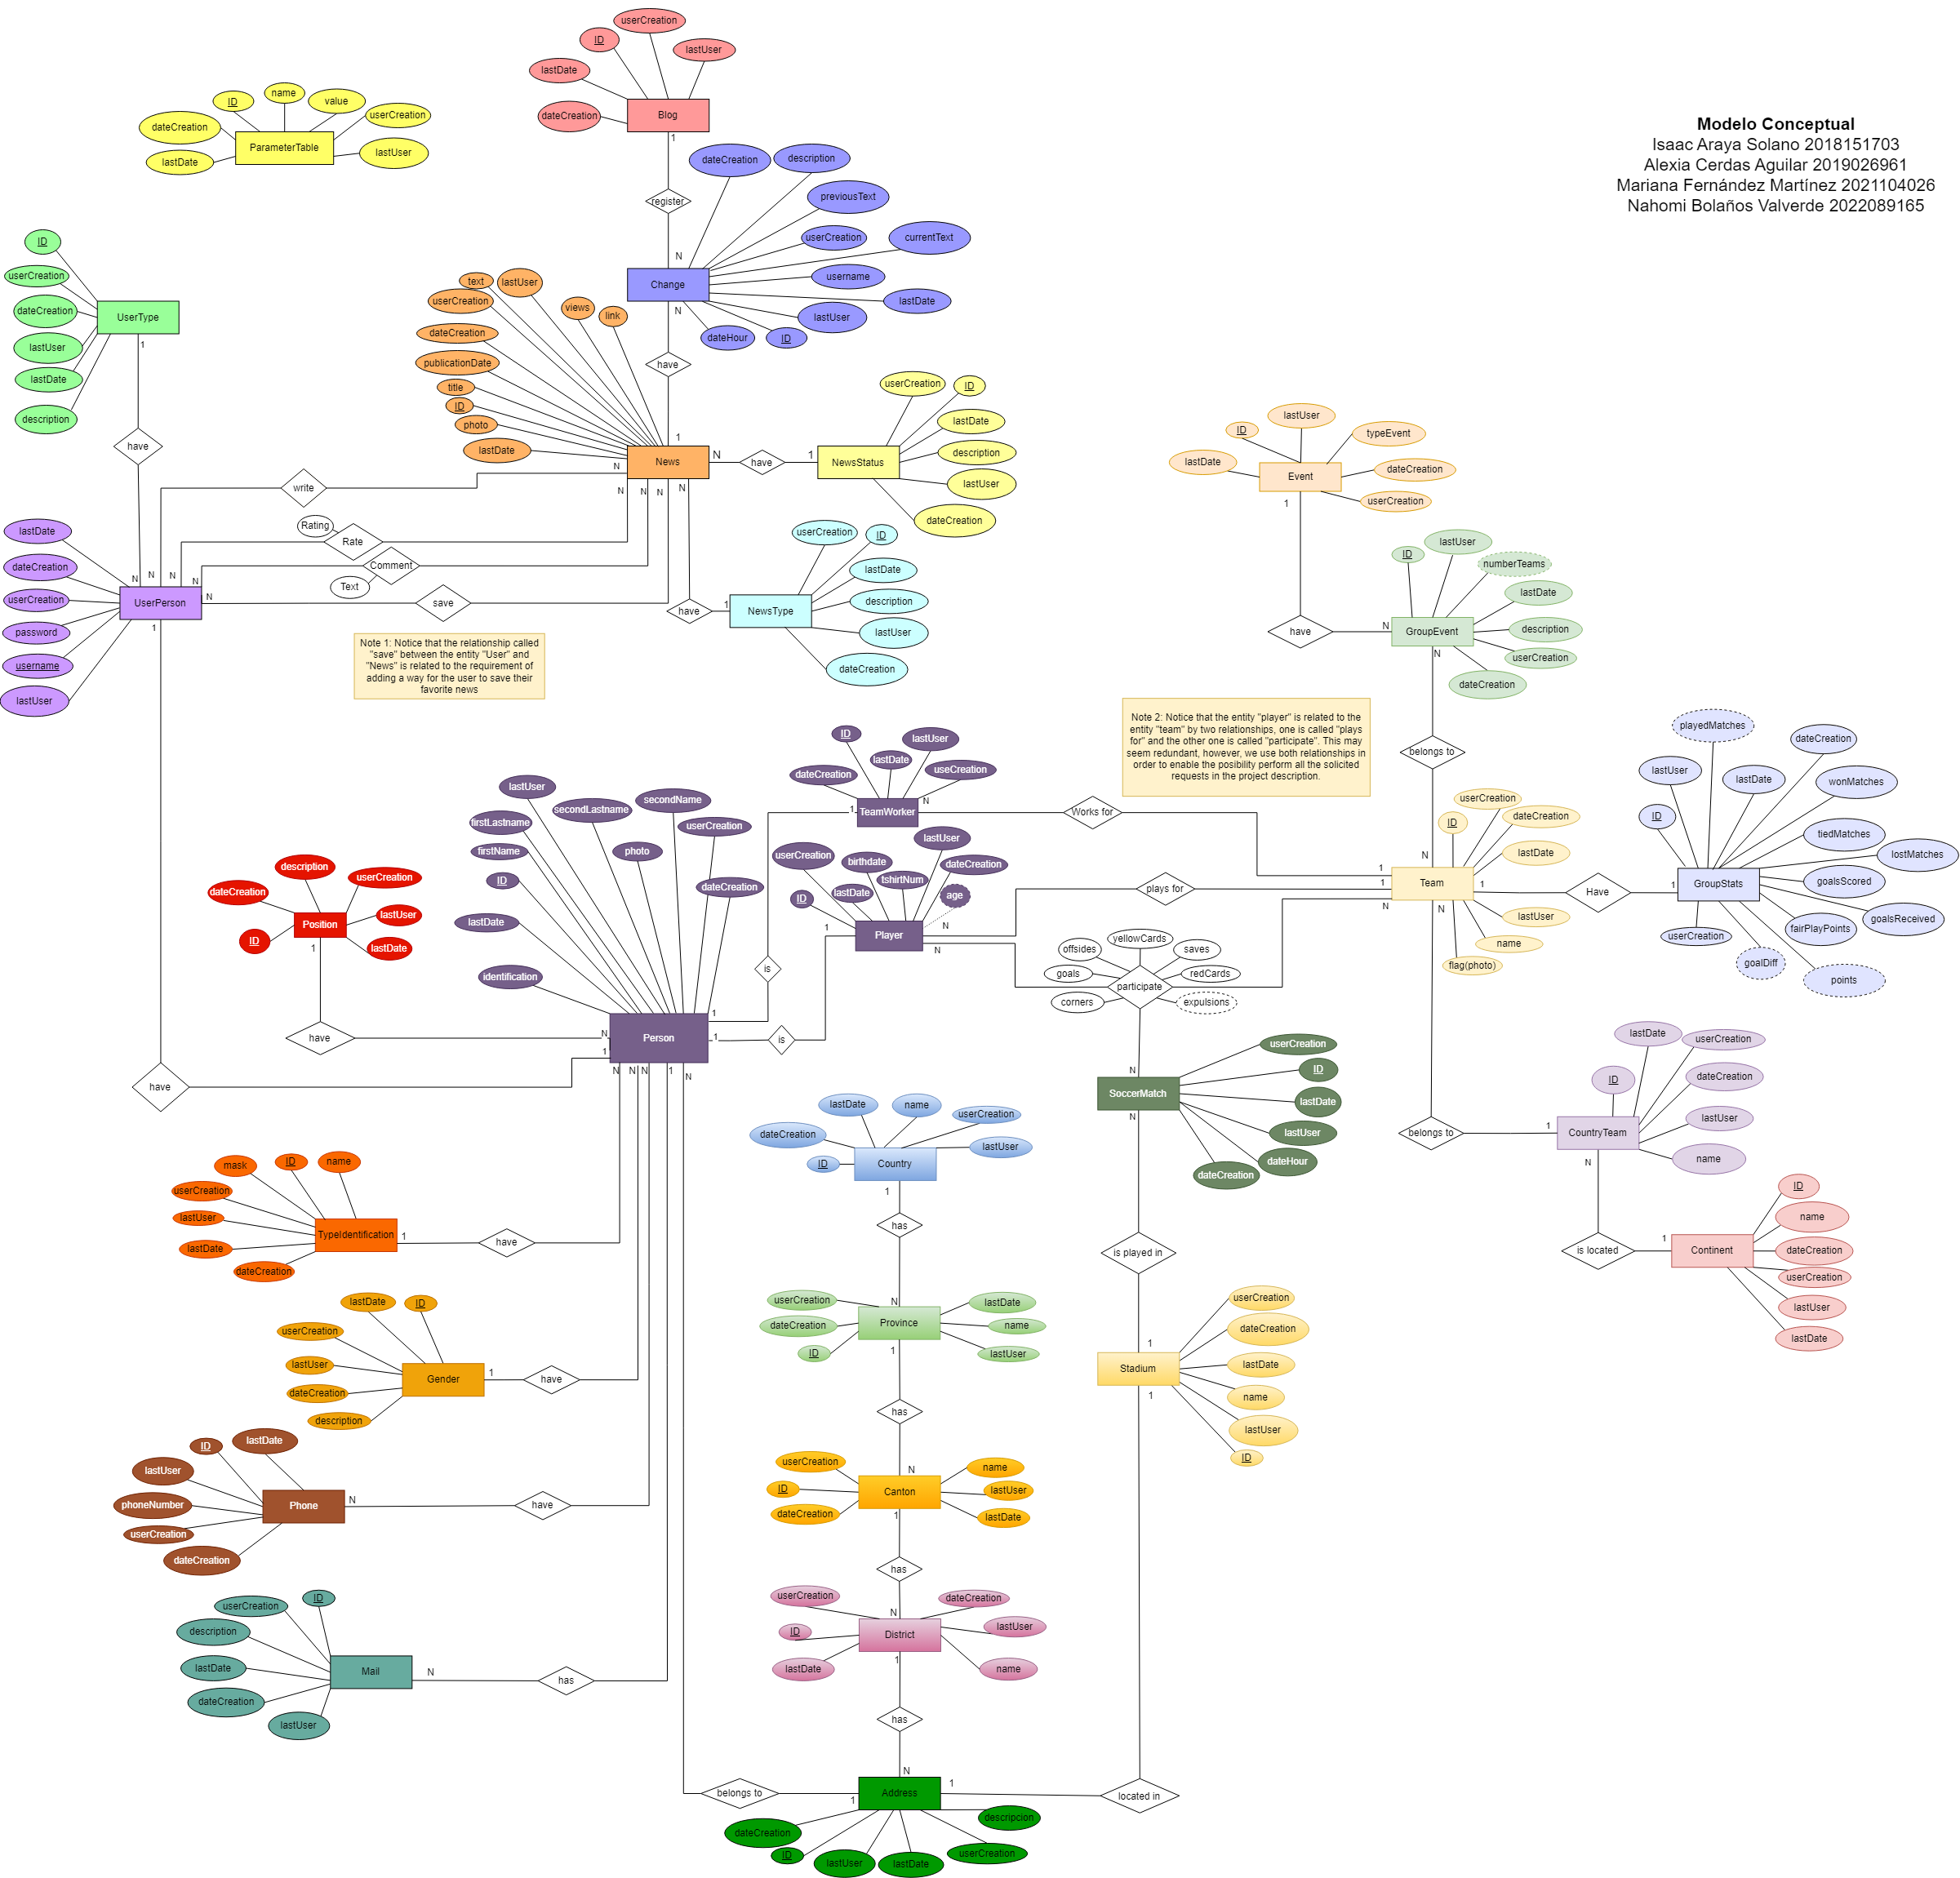 Modelo Conceptual
Isaac Araya Solano 2018151703
Alexia Cerdas Aguilar 2019026961
Mariana Fernández Martínez 2021104026
Nahomi Bolaños Valverde 2022089165
userCreation
ID
lastUser
lastDate
dateCreation
Blog
1
register
N
ID
name
value
userCreation
dateCreation
lastDate
lastUser
ParameterTable
dateCreation
description
previousText
userCreation
currentText
username
lastDate
lastUser
dateHour
ID
Change
N
have
1
ID
userCreation
dateCreation
lastUser
lastDate
description
UserType
1
have
N
text
lastUser
userCreation
views
link
dateCreation
publicationDate
title
ID
photo
lastDate
News
N
N
N
N
N
N
have
1
userCreation
ID
lastDate
description
lastUser
dateCreation
NewsStatus
write
Rating
Rate
Comment
Text
save
have
1
userCreation
ID
lastDate
description
lastUser
dateCreation
NewsType
lastDate
dateCreation
userCreation
password
username
lastUser
UserPerson
N
N
N
N
1
Note 1: Notice that the relationship called
"save" between the entity "User" and
"News" is related to the requirement of
adding a way for the user to save their
favorite news
lastUser
ID
typeEvent
lastDate
dateCreation
userCreation
Event
1
have
N
ID
lastUser
numberTeams
lastDate
description
userCreation
dateCreation
GroupEvent
N
belongs to
N
Note 2: Notice that the entity "player" is related to the
entity "team" by two relationships, one is called "plays
for" and the other one is called "participate". This may
seem redundant, however, we use both relationships in
order to enable the posibility perform all the solicited
requests in the project description.
ID
lastUser
lastDate
dateCreation
useCreation
TeamWorker
1
N
Works for
1
userCreation
birthdate
lastUser
dateCreation
tshirtNum
lastDate
ID
age
Player
1
N
N
plays for
1
N
offsides
yellowCards
saves
goals
redCards
corners
expulsions
participate
N
userCreation
ID
dateCreation
lastDate
lastUser
name
flag(photo)
Team
1
N
Have
1
playedMatches
dateCreation
lastUser
lastDate
wonMatches
ID
tiedMatches
lostMatches
goalsScored
goalsReceived
fairPlayPoints
userCreation
goalDiff
points
GroupStats
lastUser
secondLastname
secondName
firstLastname
userCreation
firstName
photo
ID
dateCreation
lastDate
identification
Person
1
1
is
is
N
1
N
N
N
1
N
description
dateCreation
userCreation
lastUser
ID
lastDate
Position
1
have
have
userCreation
ID
lastDate
lastUser
dateHour
dateCreation
SoccerMatch
N
is played in
1
lastDate
userCreation
ID
dateCreation
lastUser
name
CountryTeam
belongs to
1
N
is located
1
ID
name
dateCreation
userCreation
lastUser
lastDate
Continent
lastDate
name
userCreation
dateCreation
lastUser
ID
Country
1
has
N
mask
ID
name
userCreation
lastUser
lastDate
dateCreation
TypeIdentification
1
have
userCreation
dateCreation
lastDate
name
lastUser
ID
Stadium
1
userCreation
lastDate
dateCreation
name
ID
lastUser
Province
1
has
N
lastDate
ID
userCreation
lastUser
dateCreation
description
Gender
1
have
userCreation
name
ID
lastUser
dateCreation
lastDate
Canton
1
has
N
ID
lastDate
lastUser
phoneNumber
userCreation
dateCreation
Phone
N
have
userCreation
dateCreation
ID
lastUser
lastDate
name
District
1
has
N
ID
userCreation
description
lastDate
dateCreation
lastUser
Mail
N
has
belongs to
1
Address
1
located in
dateCreation
descripcion
ID
lastUser
lastDate
userCreation